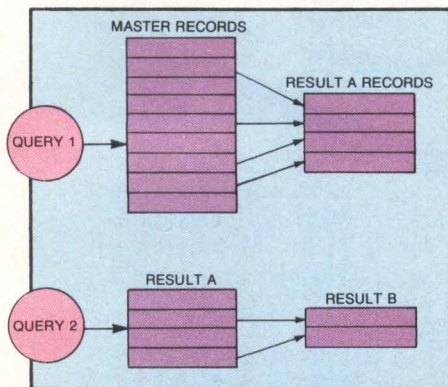 MASTER RECORDS
RESULT A RECORDS
QUERY 1
RESULT A
RESULT B
QUERY 2